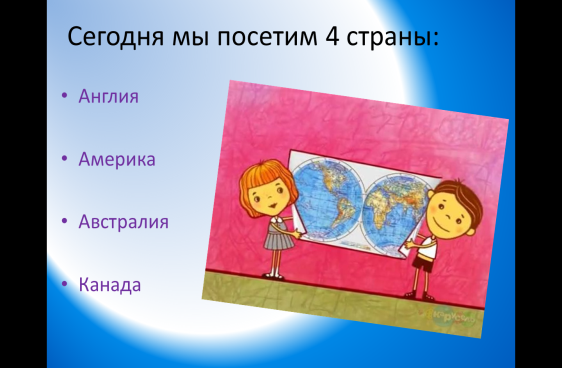 Сегодня мы посетим 4 страны:
• Англия
• Америка
• Австралия
• Канада